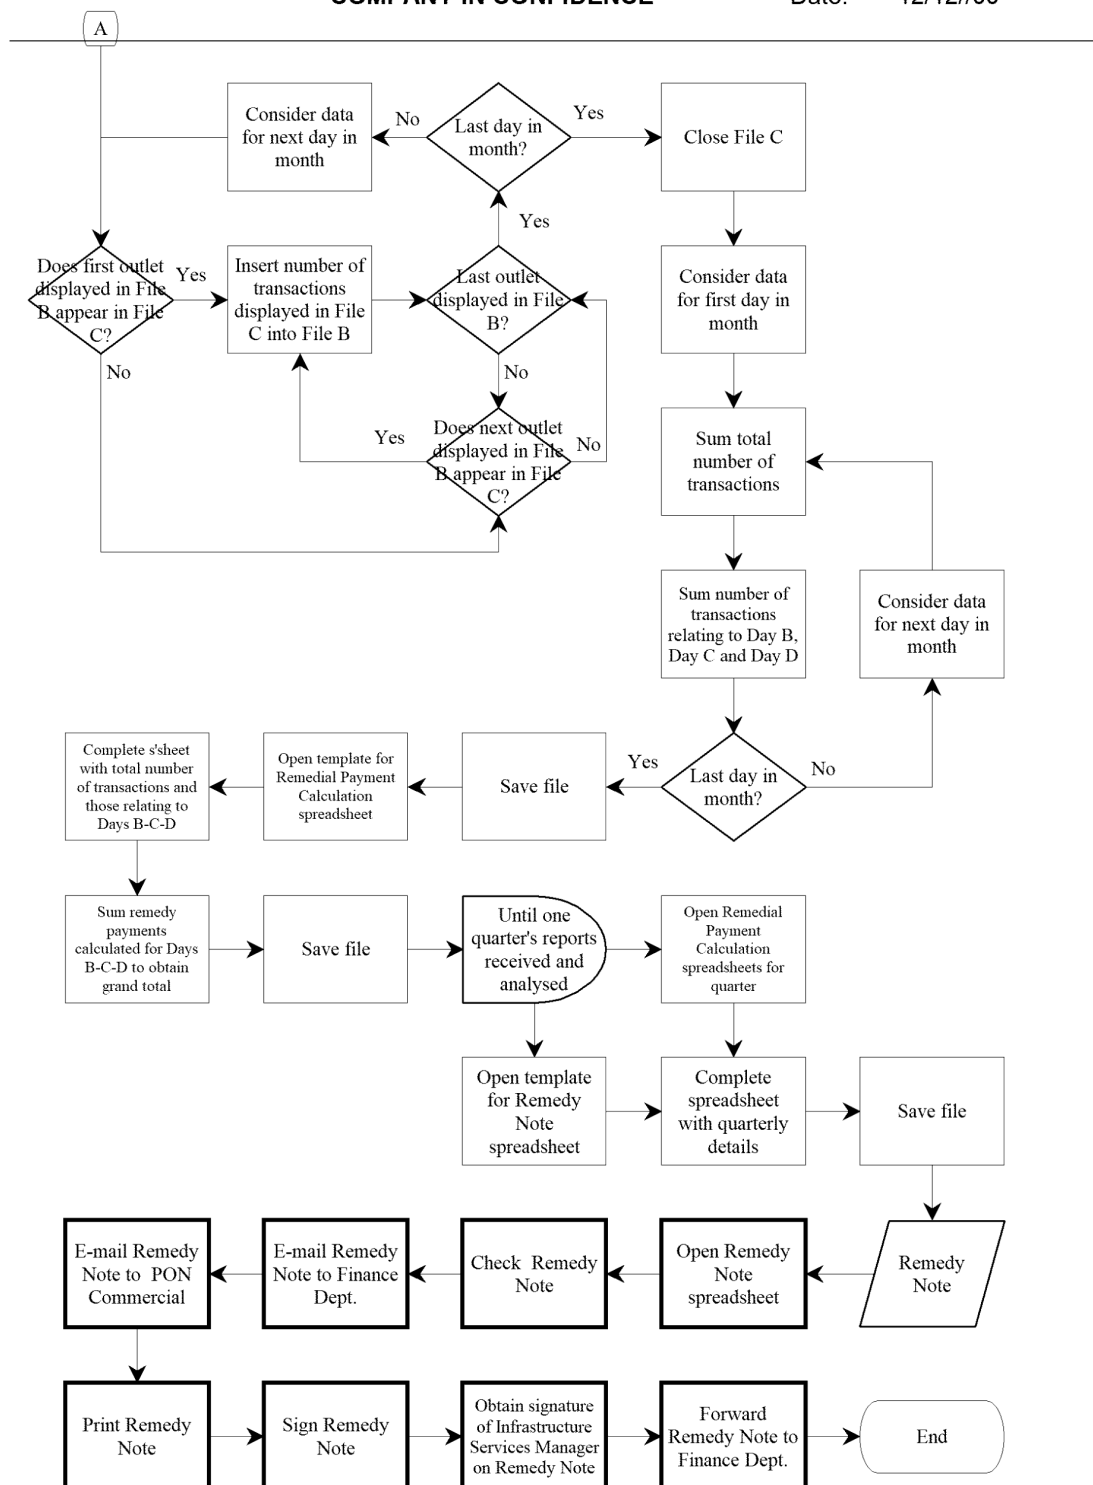 COMPANY IN CONFIDENCE Date: 12/12//00
A
Consider data
for next day in
month
No
Last day in
month?
Yes
Close File C
Yes
Does first outlet
displayed in File
B appear in File
C?
Yes
Insert number of
transactions
displayed in File
C into File B
Last outlet
displayed in File
B?
Consider data
for first day in
month
No
No
Yes
Does next outlet
displayed in File
B appear in File
C?
No
Sum total
number of
transactions
Sum number of
transactions
relating to Day B,
Day C and Day D
Consider data
for next day in
month
Complete s'sheet
with total number
of transactions and
those relating to
Days B-C-D
Open template for
Remedial Payment
Calculation
spreadsheet
Save file
Yes
Last day in
month?
No
Sum remedy
payments
calculated for Days
B-C-D to obtain
grand total
Save file
Until one
quarter's reports
received and
analysed
Open Remedial
Payment
Calculation
spreadsheets for
quarter
Open template
for Remedy
Note
spreadsheet
Complete
spreadsheet
with quarterly
details
Save file
E-mail Remedy
Note to PON
Commercial
E-mail Remedy
Note to Finance
Dept.
Check Remedy
Note
Open Remedy
Note
spreadsheet
Remedy
Note
Print Remedy
Note
Sign Remedy
Note
Obtain signature
of Infrastructure
Services Manager
on Remedy Note
Forward
Remedy Note to
Finance Dept.
End